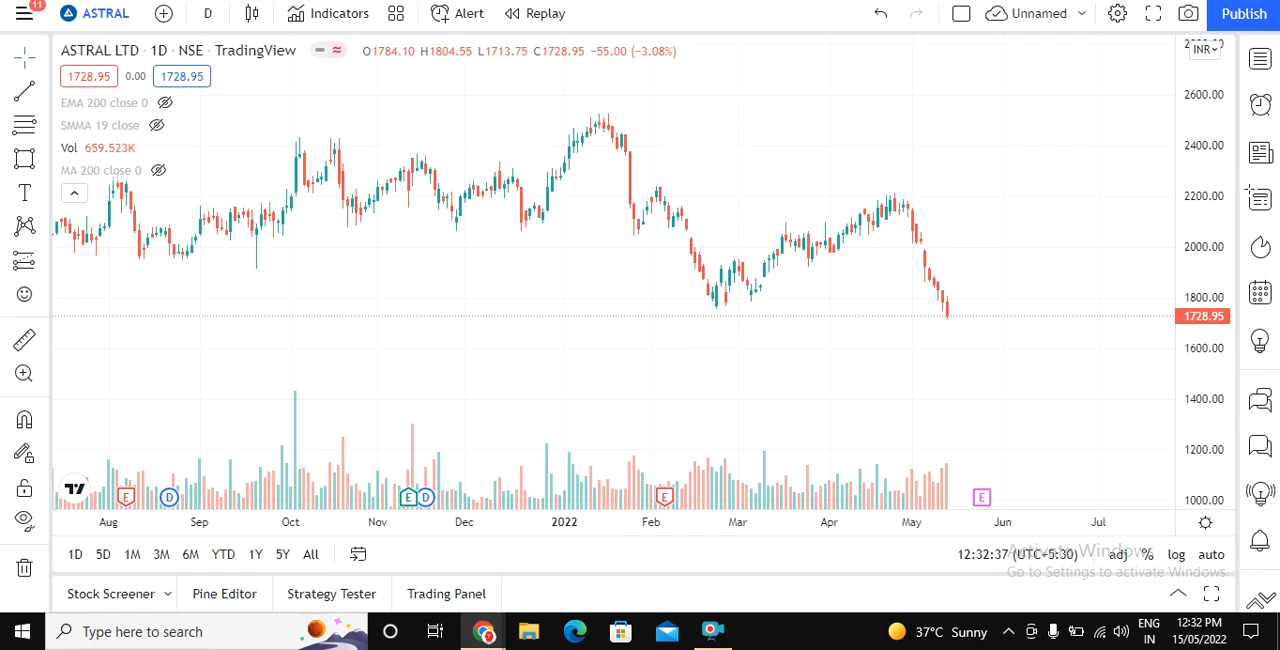 11
ASTRAL
D
Indicators
Alert
Replay
Unnamed
Publish
ASTRAL LTD · 1D · NSE · TradingView
O1784.10 H1804.55 L1713.75 C1728.95 −55.00 (−3.08%)
INR
1728.95 0.00 1728.95
EMA 200 close 0
SMMA 19 close
Vol 659.523K
MA 200 close 0
2600.00
2400.00
2200.00
2000.00
1800.00
1728.95
1600.00
1400.00
1200.00
1000.00
E D E D E E
Aug Sep Oct Nov Dec 2022 Feb Mar Apr May Jun Jul
1D 5D 1M 3M 6M YTD 1Y 5Y All
12:32:37 (UTC+5:30) adj % log auto
Activate Windows
Go to Settings to activate Windows.
Stock Screener Pine Editor Strategy Tester Trading Panel
Type here to search
37°C Sunny
ENG
IN
12:32 PM
15/05/2022